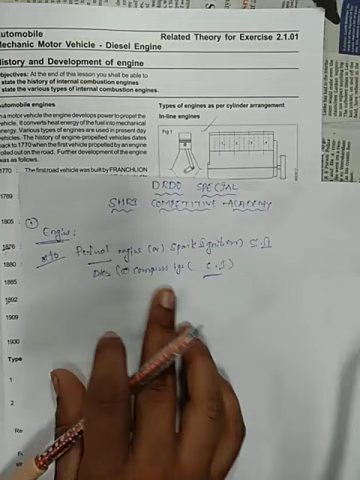 Automobile
Related Theory for Exercise 2.1.01
Mechanic Motor Vehicle - Diesel Engine
History and Development of engine
Objectives: At the end of this lesson you shall be able to
state the history of internal combustion engines
state the various types of internal combustion engines.
Automobile engines
In a motor vehicle the engine develops power to propel the
vehicle. It converts heat energy of the fuel into mechanical
energy. Various types of engines are used in present day
vehicles. The history of engine-propelled vehicles dates
back to 1770 when the first vehicle propelled by an engine
rolled out on the road. Further development of the engine
was as follows.
1770 The first road vehicle was built by FRANCHLION
Types of engines as per cylinder arrangement
In-line engines
Fig 1
DRDO SPECIAL
SHRI COMPETITIVE ACADEMY
1789
1805
1
Engine:
1876
Petrol engine (or) Spark Ignition) S.I
1880
(or) (C.I)
1885
1892
1930
Type
1
2